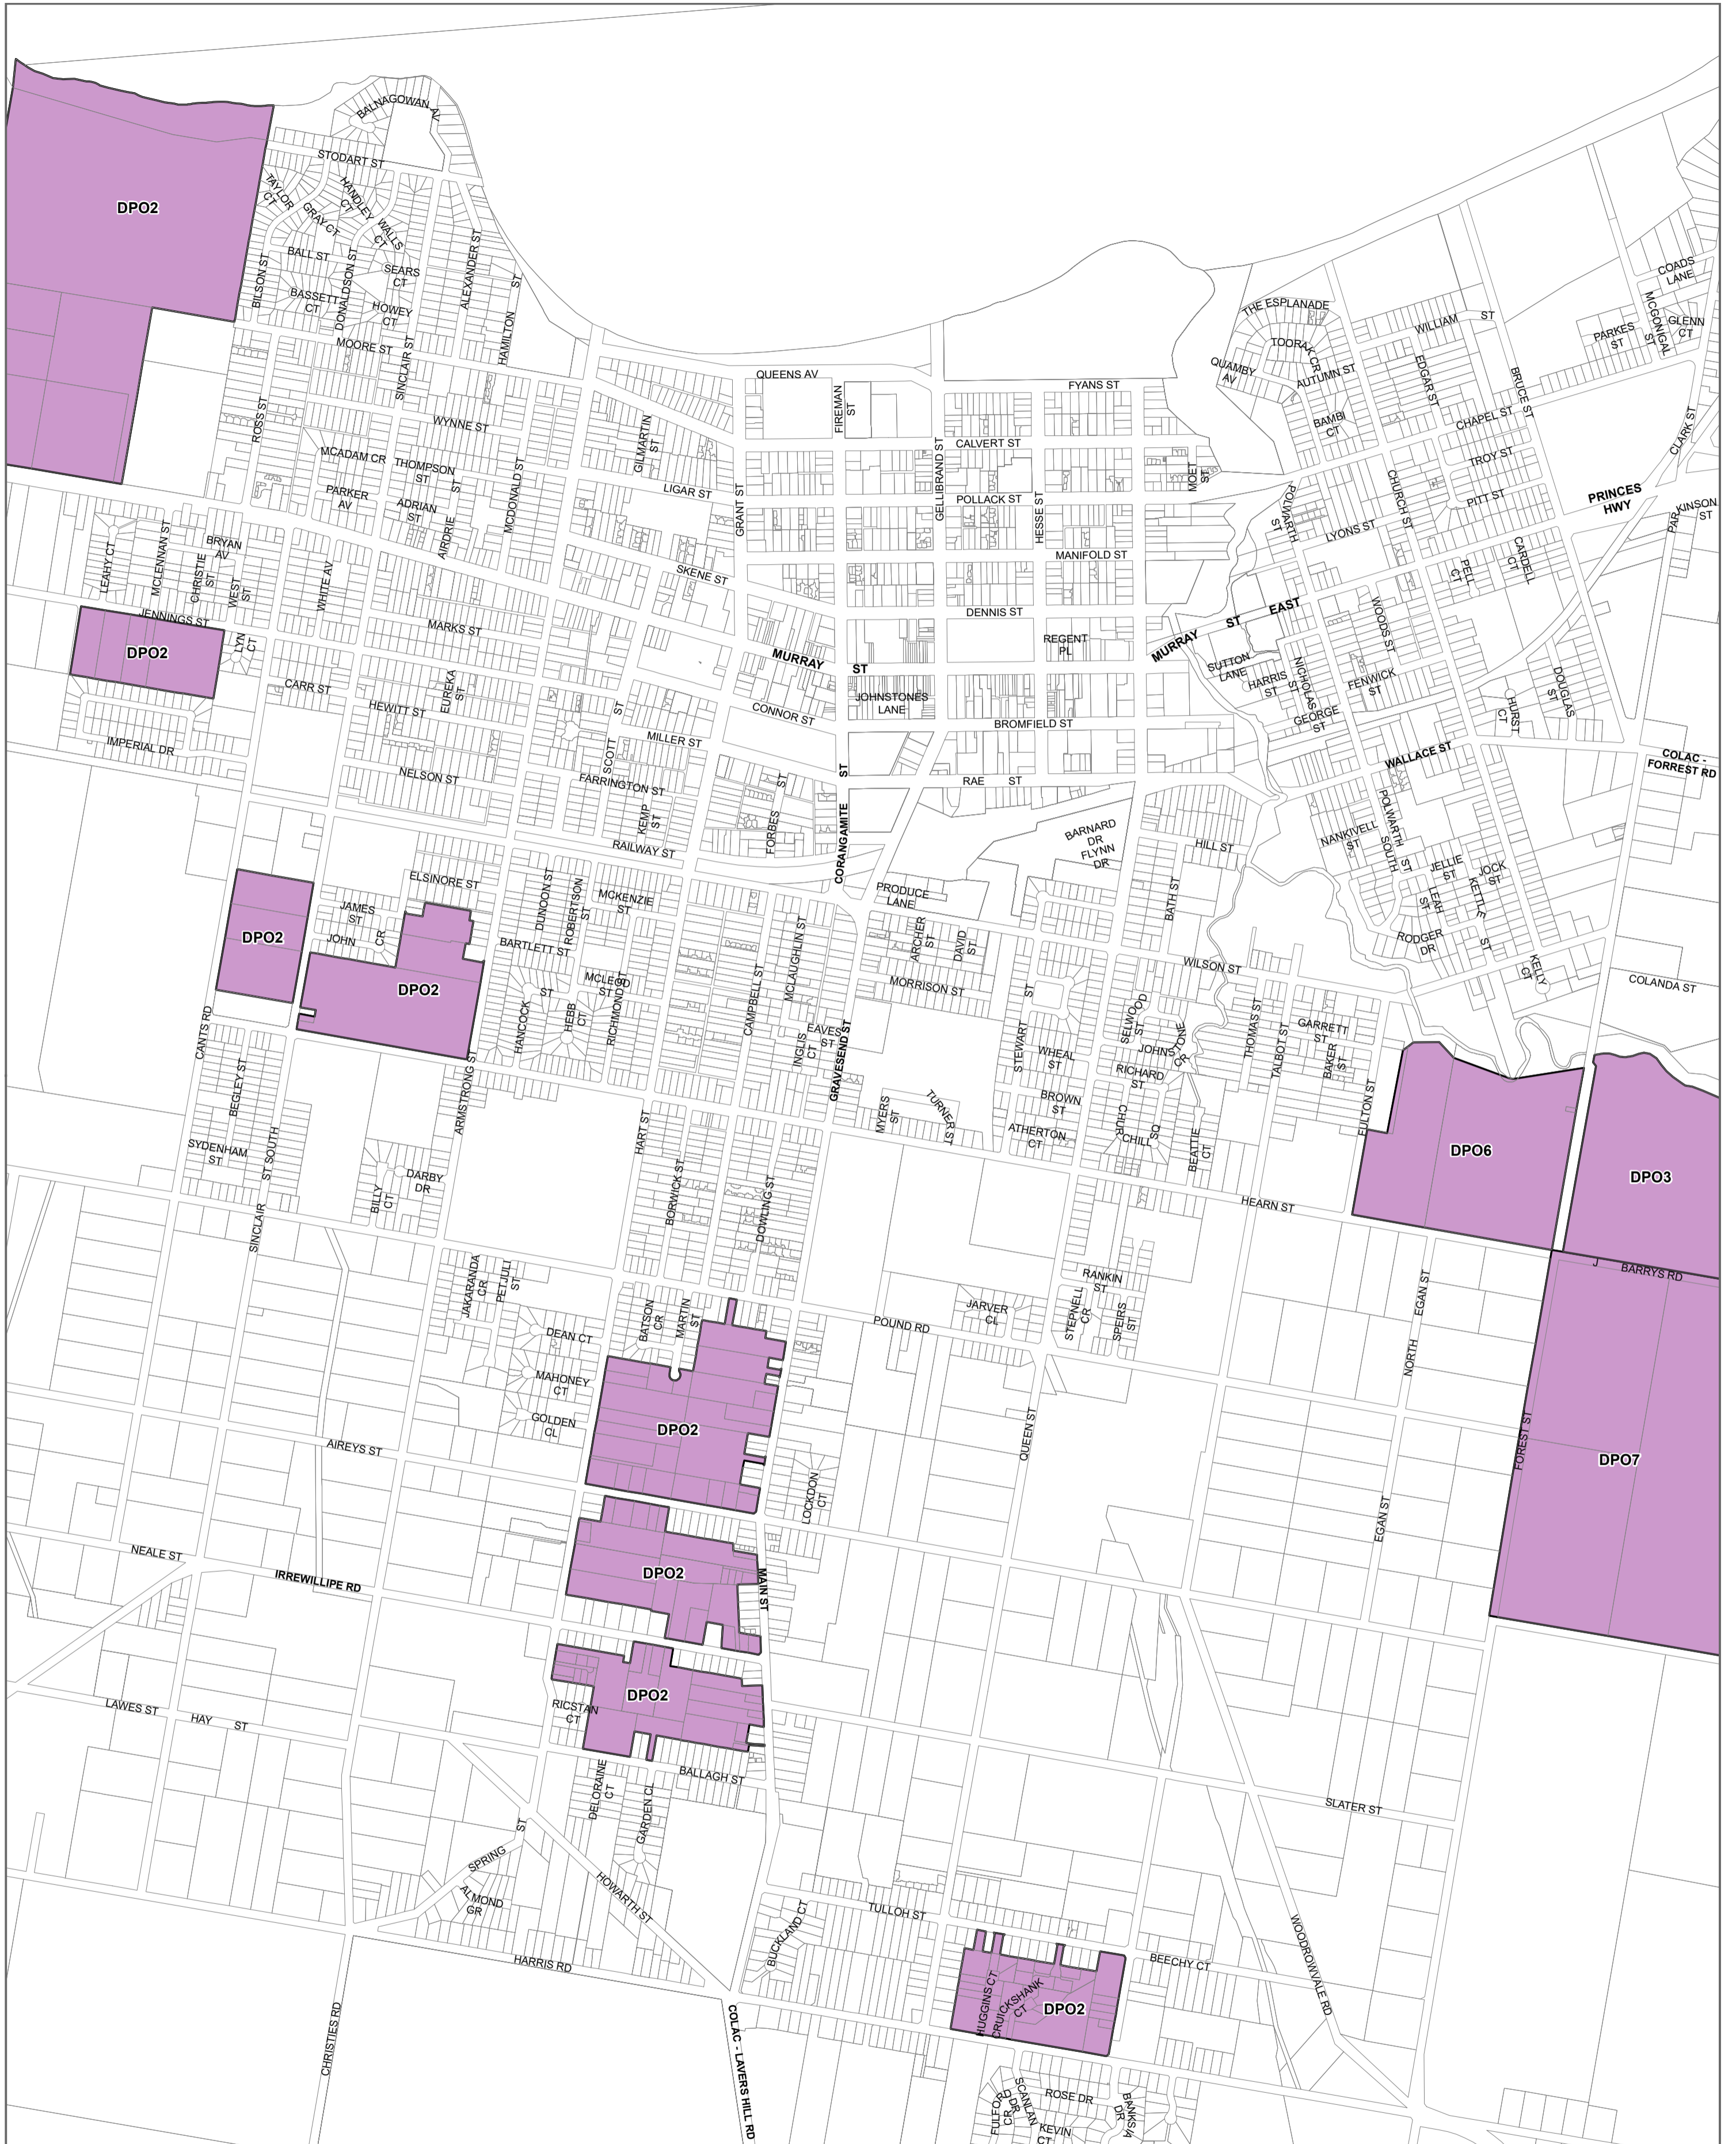 BALNAGOWAN AV
STODART ST
TAYLOR
CT
HANDLEY
CT
GRAY CT
WALLS
CT
DPO2
BALL ST
SEARS
CT
BILSON ST
DONALDSON ST
ALEXANDER ST
BASSETT
CT
HOWEY
CT
HAMILTON
ST
MOORE ST
SINCLAIR ST
COADS
LANE
THE ESPLANADE
WILLIAM
ST
MCGONIGAL
ST
GLENN
CT
PARKES
ST
TOORAK CR
QUAMBY
AV
AUTUMN ST
QUEENS AV
FYANS ST
FIREMAN
ST
EDGAR ST
BRUCE ST
ROSS ST
WYNNE ST
GILMARTIN
ST
BAMBI
CT
CHAPEL ST
CALVERT ST
CLARK ST
MCADAM CR
THOMPSON
ST
GELLIBRAND ST
TROY ST
MCDONALD ST
LIGAR ST
GRANT ST
POLLACK ST
HESSE ST
MOET
ST
CHURCH ST
PITT ST
PRINCES
HWY
PARKER
AV
ADRIAN
ST
AIRDRIE
ST
POLWARTH
ST
LYONS ST
PARKINSON
ST
LEAHY CT
MCLENNAN ST
BRYAN
AV
CHRISTIE
ST
WEST
ST
WHITE AV
SKENE ST
MANIFOLD ST
PELL
CT
CARDELL
CT
JENNINGS ST
DENNIS ST
MURRAY
ST
EAST
WOODS ST
DPO2
LYN
CT
MARKS ST
MURRAY
ST
REGENT
PL
SUTTON
LANE
HARRIS
ST
NICHOLAS
ST
FENWICK
ST
DOUGLAS
ST
CARR ST
EUREKA
ST
HEWITT ST
JOHNSTONES
LANE
CONNOR ST
BROMFIELD ST
GEORGE
ST
HURST
CT
IMPERIAL DR
SCOTT
ST
MILLER ST
WALLACE ST
COLAC -
FORREST RD
NELSON ST
FARRINGTON ST
RAE
ST
CORANGAMITE
ST
KEMP
ST
FORBES
ST
RAILWAY ST
BARNARD
DR
FLYNN
DR
HILL ST
NANKIVELL
ST
POLWARTH
ST
SOUTH
JELLIE
ST
JOCK
ST
ELSINORE ST
DUNOON ST
ROBERTSON
ST
MCKENZIE
ST
PRODUCE
LANE
BATH ST
LEAH
ST
KETTLE
ST
JAMES
ST
JOHN
CR
DPO2
BARTLETT ST
ARCHER
ST
DAVID
ST
RODGER
DR
DPO2
MCLEOD
ST
HANCOCK
ST
HEBB
CT
RICHMOND ST
CAMPBELL ST
MCLAUGHLIN ST
MORRISON ST
WILSON ST
KELLY
CT
COLANDA ST
CANTS RD
EAVES
ST
INGLIS
CT
GRAVESEND ST
STEWART
ST
SELWOOD
ST
JOHNSTONE
CR
THOMAS ST
TALBOT ST
GARRETT
ST
BAKER
ST
BEGLEY ST
ARMSTRONG ST
WHEAL
ST
RICHARD
ST
BROWN
ST
FULTON ST
MYERS
ST
TURNER ST
ATHERTON
CT
CHURCHILL
SQ
BEATTIE
CT
HART ST
SYDENHAM
ST
SINCLAIR
ST SOUTH
BILLY
CT
DARBY
DR
BORWICK ST
DOWLING ST
DPO6
DPO3
HEARN ST
JAKARANDA
CR
PETJULI
ST
RANKIN
ST
J
BARRYS RD
DEAN CT
BATSON
CR
MARTIN
ST
POUND RD
JARVER
CL
STEPNELL
CR
SPEIRS
ST
NORTH
EGAN ST
MAHONEY
CT
GOLDEN
CL
DPO2
AIREYS ST
QUEEN ST
FOREST ST
DPO7
LOCKDON
CT
EGAN ST
NEALE ST
IRREWILLIPE RD
DPO2
MAIN ST
DPO2
RICSTAN
CT
LAWES ST
HAY
ST
BALLAGH ST
DELORAINE
CT
GARDEN CL
SLATER ST
SPRING
ST
ALMOND
GR
HOWARTH ST
BUCKLAND CT
TULLOH ST
HARRIS RD
BEECHY CT
WOODROWVALE RD
HUGGINS CT
CRUICKSHANK
CT
DPO2
CHRISTIES RD
COLAC - LAVERS HILL RD
FULFORD
CR
SCANLAN
DR
ROSE DR
KEVIN
CT
BANKSIA
DR